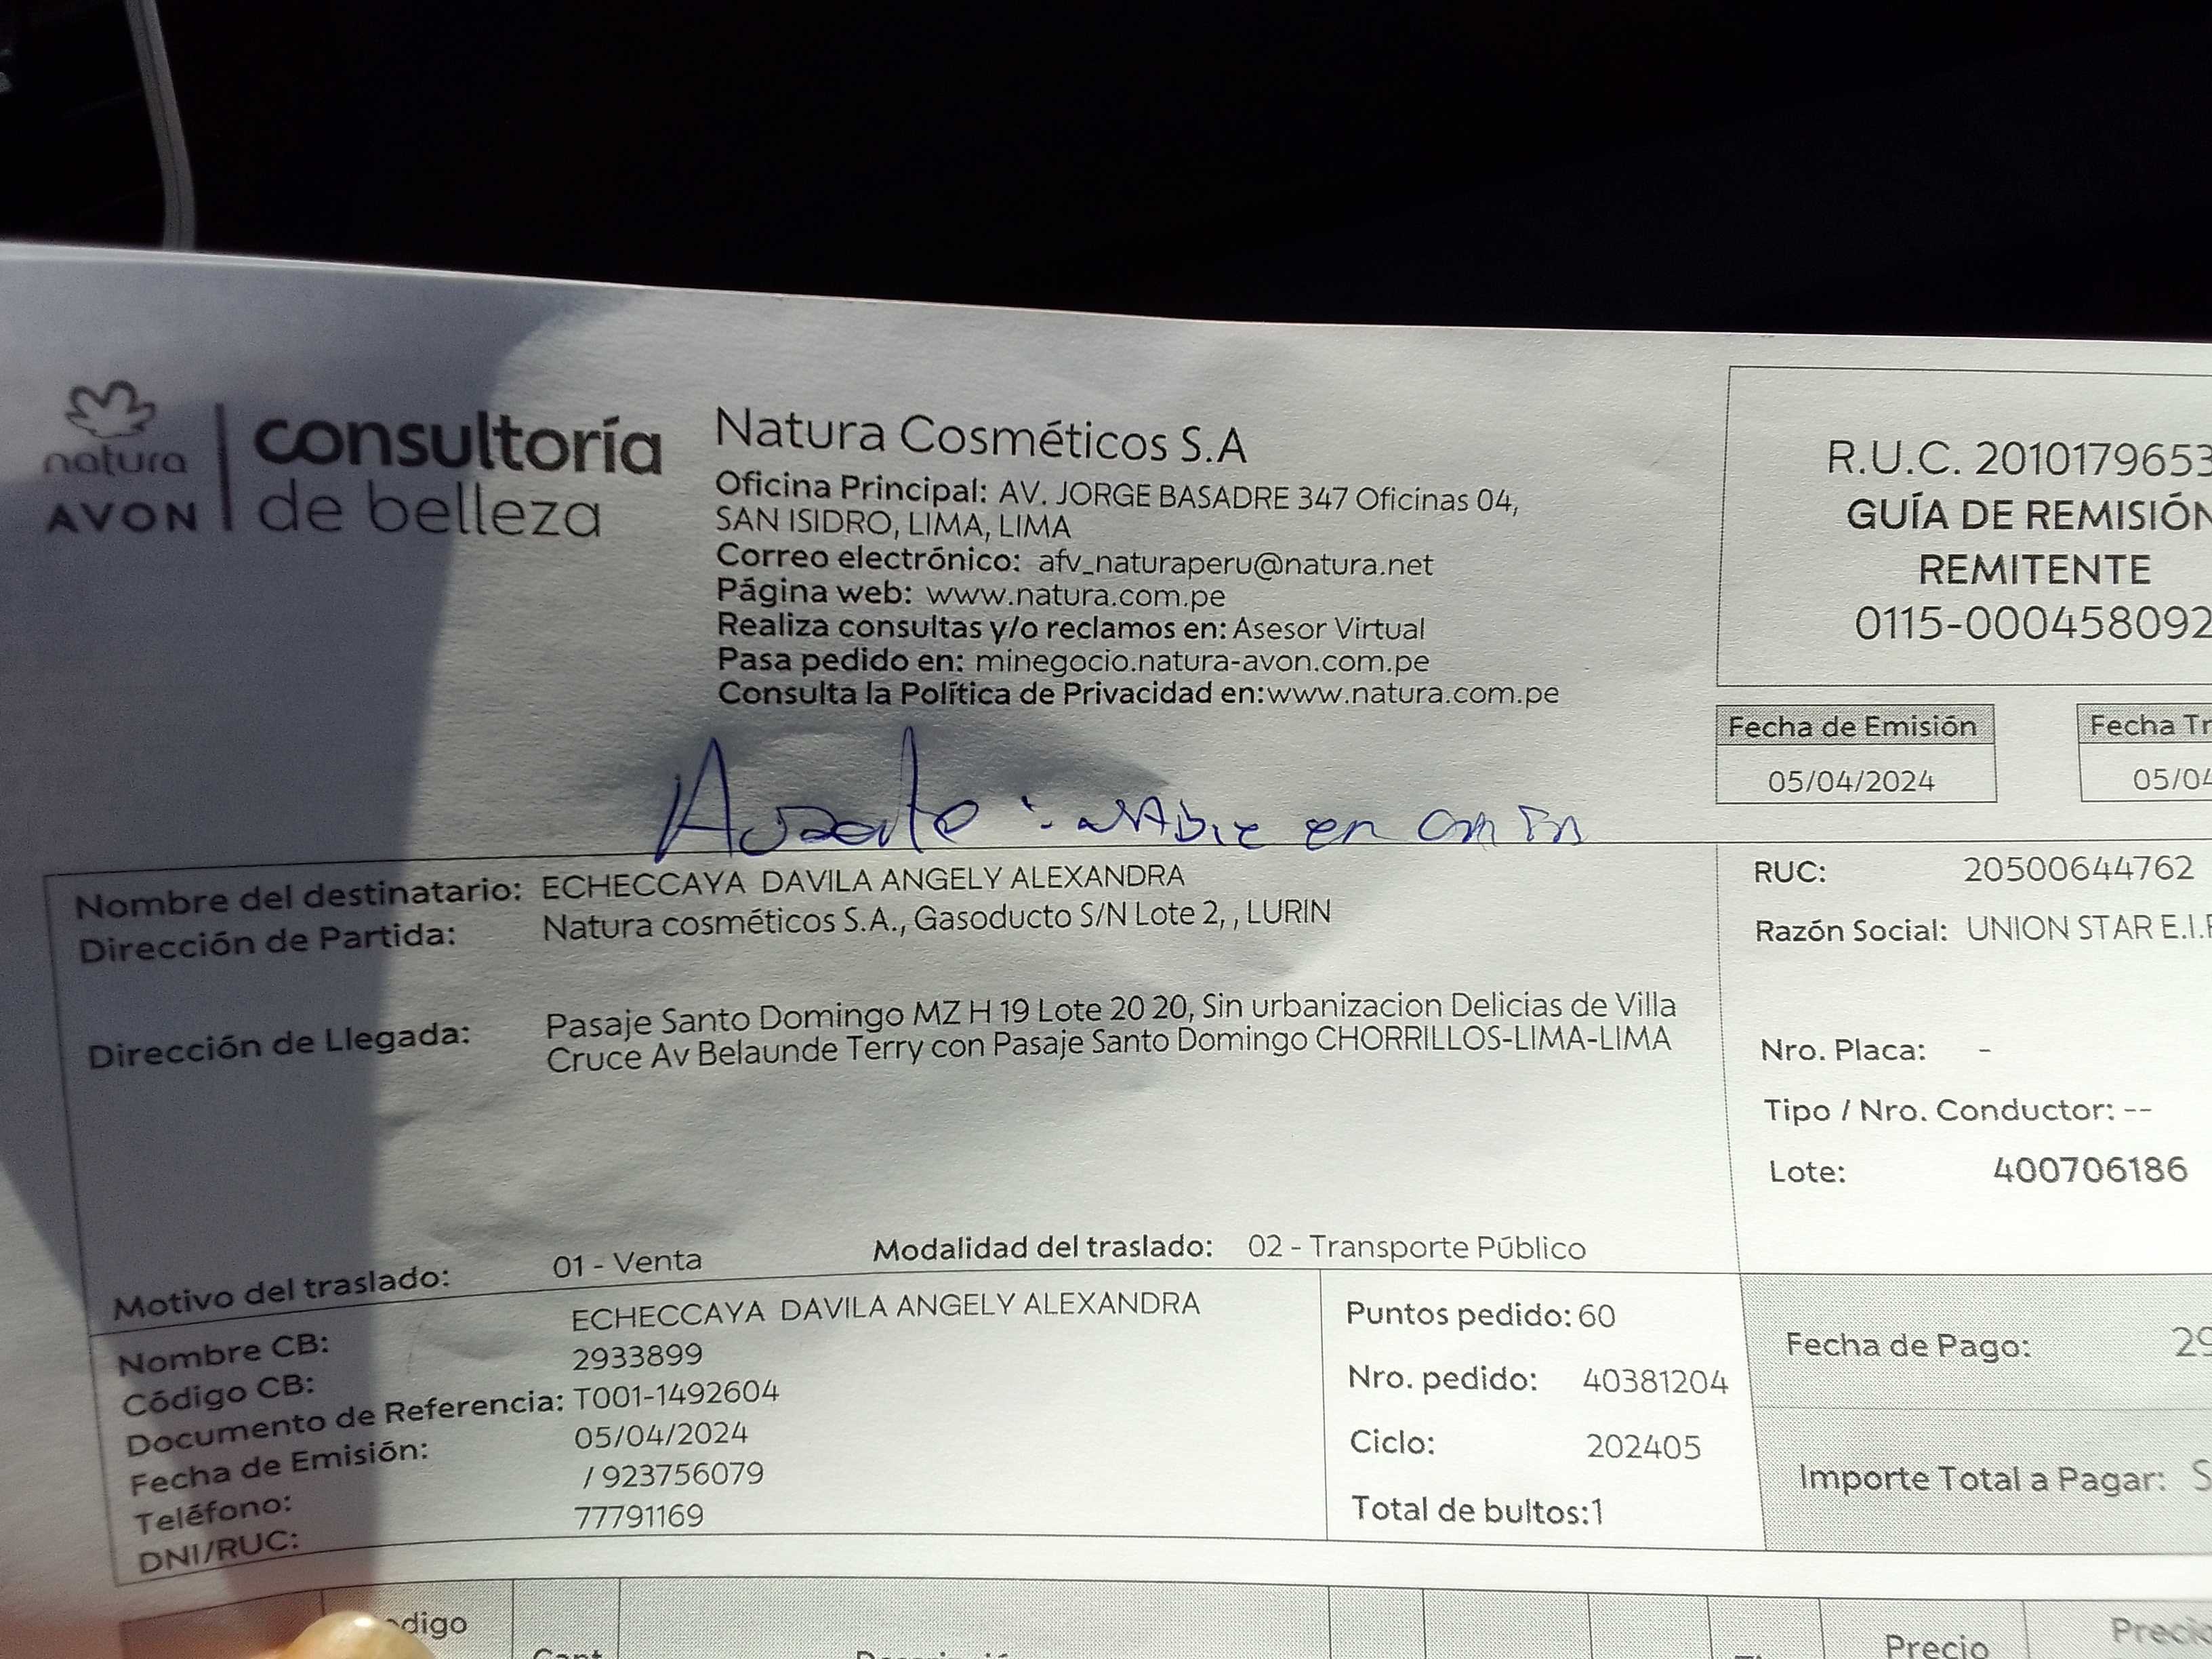 natura
AVON
consultoría
de belleza
Natura Cosméticos S.A
Oficina Principal: AV. JORGE BASADRE 347 Oficinas 04,
SAN ISIDRO, LIMA, LIMA
Correo electrónico: afv_naturaperu@natura.net
Página web: www.natura.com.pe
Realiza consultas y/o reclamos en: Asesor Virtual
Pasa pedido en: minegocio.natura-avon.com.pe
Consulta la Política de Privacidad en:www.natura.com.pe
R.U.C. 2010179653
GUÍA DE REMISIÓN
REMITENTE
0115-000458092
Fecha de Emisión
05/04/2024
Fecha Tr
05/04
en
Nombre del destinatario: ECHECCAYA DAVILA ANGELY ALEXANDRA
Dirección de Partida: Natura cosméticos S.A., Gasoducto S/N Lote 2, , LURIN
Dirección de Llegada: Pasaje Santo Domingo MZ H 19 Lote 20 20, Sin urbanizacion Delicias de Villa
Cruce Av Belaunde Terry con Pasaje Santo Domingo CHORRILLOS-LIMA-LIMA
Motivo del traslado: 01 - Venta Modalidad del traslado: 02 - Transporte Público
RUC: 20500644762
Razón Social: UNION STAR E.I.R
Nro. Placa: -
Tipo / Nro. Conductor: --
Lote: 400706186
Nombre CB: ECHECCAYA DAVILA ANGELY ALEXANDRA
Código CB: 2933899
Documento de Referencia: T001-1492604
Fecha de Emisión: 05/04/2024
Teléfono: / 923756079
DNI/RUC: 77791169
Puntos pedido: 60
Nro. pedido: 40381204
Ciclo: 202405
Total de bultos:1
Fecha de Pago: 29
Importe Total a Pagar: S
digo
Precio
Precio